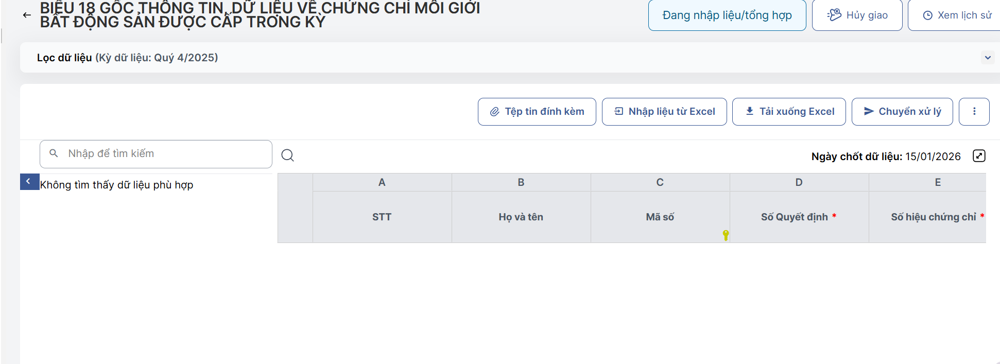 BIỂU 18 GỐC THÔNG TIN, DỮ LIỆU VỀ CHỨNG CHỈ MÔI GIỚI
BẤT ĐỘNG SẢN ĐƯỢC CẤP TRONG KỲ
Đang nhập liệu/tổng hợp
Hủy giao
Xem lịch sử
Lọc dữ liệu (Kỳ dữ liệu: Quý 4/2025)
Tệp tin đính kèm
Nhập liệu từ Excel
Tải xuống Excel
Chuyển xử lý
Nhập để tìm kiếm
Ngày chốt dữ liệu: 15/01/2026
Không tìm thấy dữ liệu phù hợp
A B C D E
STT Họ và tên Mã số Số Quyết định * Số hiệu chứng chỉ *